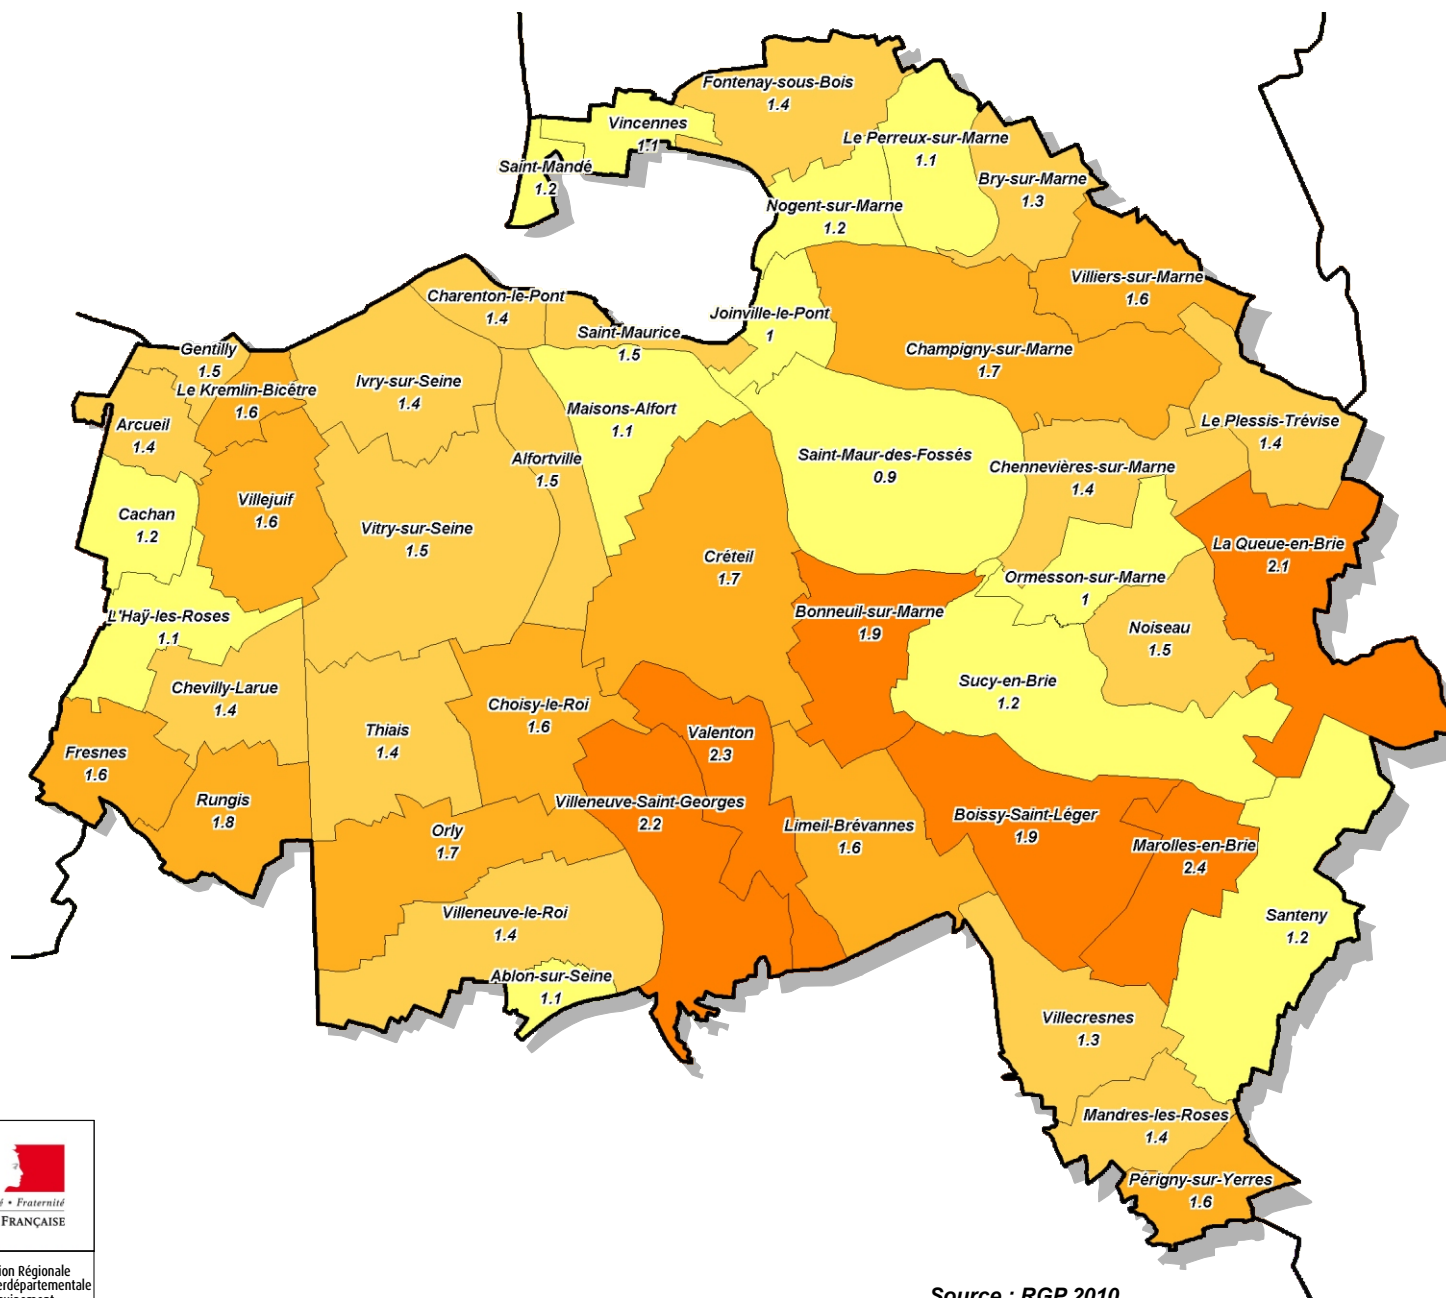 Fontenay-sous-Bois
1.4
Vincennes
1.1
Le Perreux-sur-Marne
1.1
Saint-Mandé
1.2
Bry-sur-Marne
1.3
Nogent-sur-Marne
1.2
Villiers-sur-Marne
1.6
Charenton-le-Pont
1.4
Joinville-le-Pont
1
Saint-Maurice
1.5
Gentilly
1.5
Champigny-sur-Marne
1.7
Le Kremlin-Bicêtre
1.6
Ivry-sur-Seine
1.4
Maisons-Alfort
1.1
Arcueil
1.4
Le Plessis-Trévise
1.4
Saint-Maur-des-Fossés
0.9
Alfortville
1.5
Chennevières-sur-Marne
1.4
Villejuif
1.6
Cachan
1.2
Vitry-sur-Seine
1.5
La Queue-en-Brie
2.1
Créteil
1.7
Ormesson-sur-Marne
1
L'Haÿ-les-Roses
1.1
Bonneuil-sur-Marne
1.9
Noiseau
1.5
Chevilly-Larue
1.4
Sucy-en-Brie
1.2
Choisy-le-Roi
1.6
Thiais
1.4
Valenton
2.3
Fresnes
1.6
Rungis
1.8
Villeneuve-Saint-Georges
2.2
Boissy-Saint-Léger
1.9
Limeil-Brévannes
1.6
Orly
1.7
Marolles-en-Brie
2.4
Villeneuve-le-Roi
1.4
Santeny
1.2
Ablon-sur-Seine
1.1
Villecresnes
1.3
Mandres-les-Roses
1.4
Périgny-sur-Yerres
1.6
é • Fraternité
FRANÇAISE
ion Régionale
erdépartementale
Source : RGP 2010